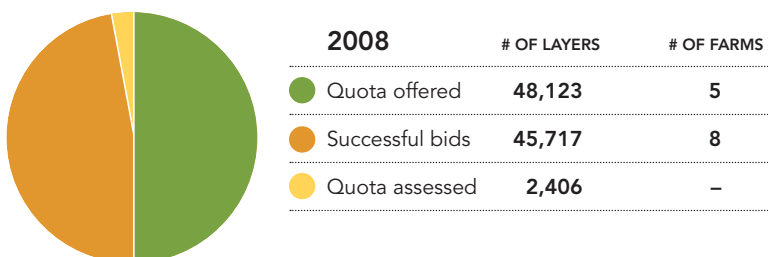 2008 # OF LAYERS # OF FARMS
Quota offered 48,123 5
Successful bids 45,717 8
Quota assessed 2,406 –